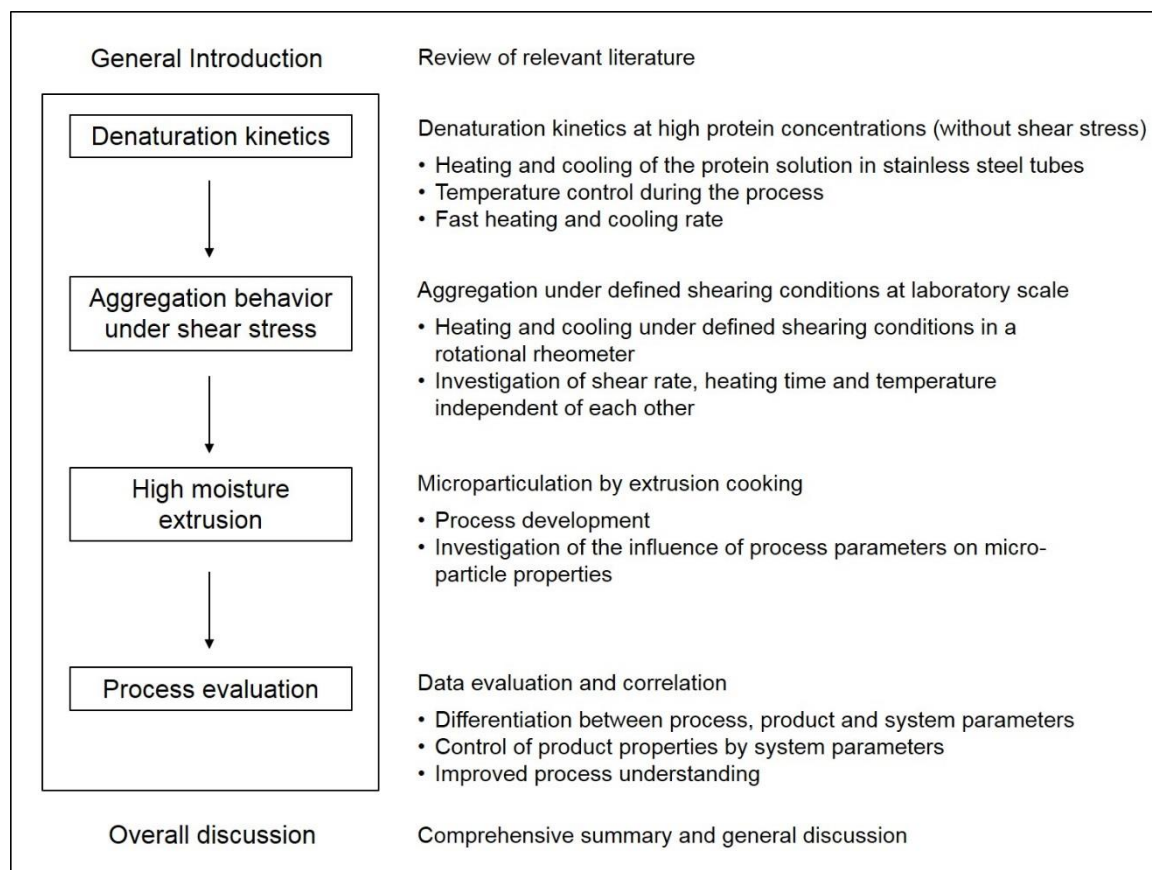 General Introduction
Review of relevant literature
Denaturation kinetics
Denaturation kinetics at high protein concentrations (without shear stress)
• Heating and cooling of the protein solution in stainless steel tubes
• Temperature control during the process
• Fast heating and cooling rate
Aggregation behavior
under shear stress
Aggregation under defined shearing conditions at laboratory scale
• Heating and cooling under defined shearing conditions in a
rotational rheometer
• Investigation of shear rate, heating time and temperature
independent of each other
High moisture
extrusion
Microparticulation by extrusion cooking
• Process development
• Investigation of the influence of process parameters on micro-
particle properties
Process evaluation
Data evaluation and correlation
• Differentiation between process, product and system parameters
• Control of product properties by system parameters
• Improved process understanding
Overall discussion
Comprehensive summary and general discussion